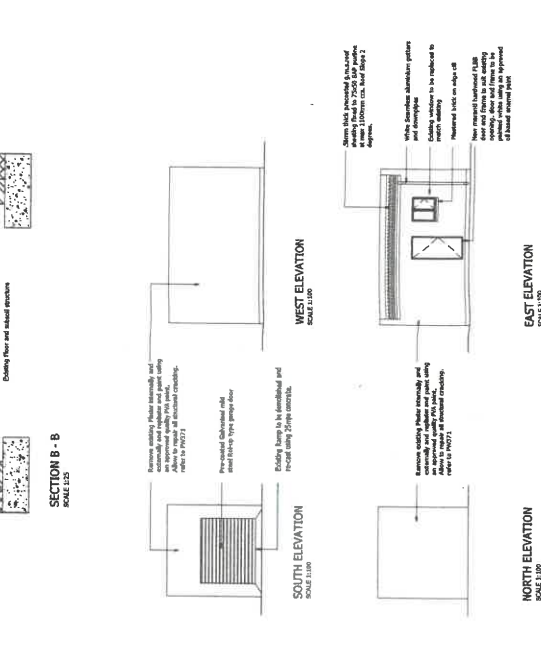 Existing Floor and subsoil structure
SECTION B - B
SCALE 1:25
Remove existing Plaster internally and
externally and replaster and paint using
an approved quality PVA paint.
Allow to repair all structural cracking.
refer to PW371
Pre-coated Galvanised mild
steel Roll-up type garage door
Existing Ramp to be demolished and
re-cast using 25mpa concrete.
SOUTH ELEVATION
SCALE 1:100
WEST ELEVATION
SCALE 1:100
Remove existing Plaster internally and
externally and replaster and paint using
an approved quality PVA paint.
Allow to repair all structural cracking.
refer to PW371
NORTH ELEVATION
SCALE 1:100
thick precoated g.m.s.roof
sheeting fixed to 75x50 SAP purlins
at max 1100mm ccs. Roof Slope 2
degrees.
White Seamless aluminium gutters
and downpipes
Existing window to be replaced to
match existing
Plastered brick on edge cill
New meranti hardwood FLBB
door and frame to suit existing
opening. door and frame to be
painted white using an approved
oil based enamel paint
EAST ELEVATION
SCALE 1:100